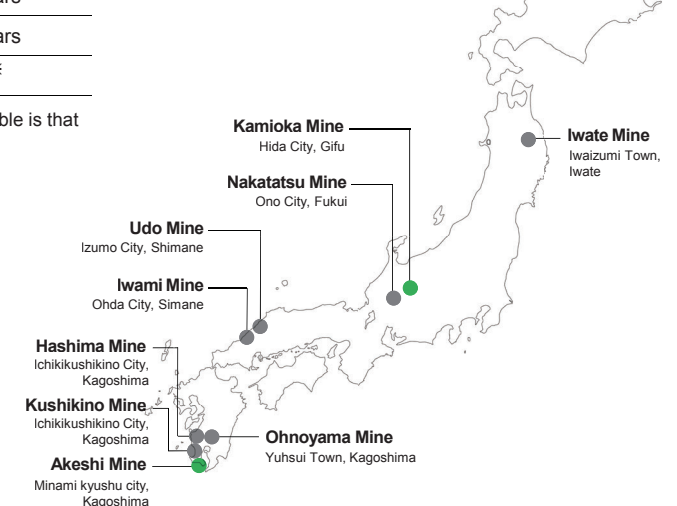 ars
ars
ble is that
Kamioka Mine
Hida City, Gifu
Iwate Mine
Iwaizumi Town,
Iwate
Nakatatsu Mine
Ono City, Fukui
Udo Mine
Izumo City, Shimane
Iwami Mine
Ohda City, Simane
Hashima Mine
Ichikikushikino City,
Kagoshima
Kushikino Mine
Ichikikushikino City,
Kagoshima
Ohnoyama Mine
Yuhsui Town, Kagoshima
Akeshi Mine
Minami kyushu city,
Kagoshima